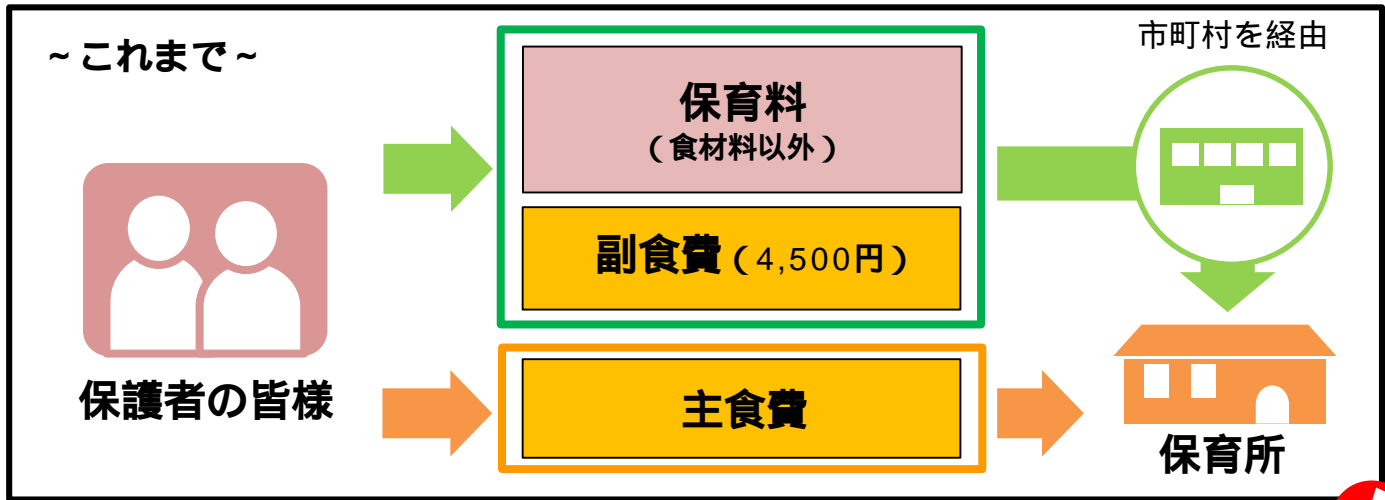 ~これまで~
市町村を経由
保育料
(食材料以外)
副食費(4,500円)
保護者の皆様
主食費
保育所